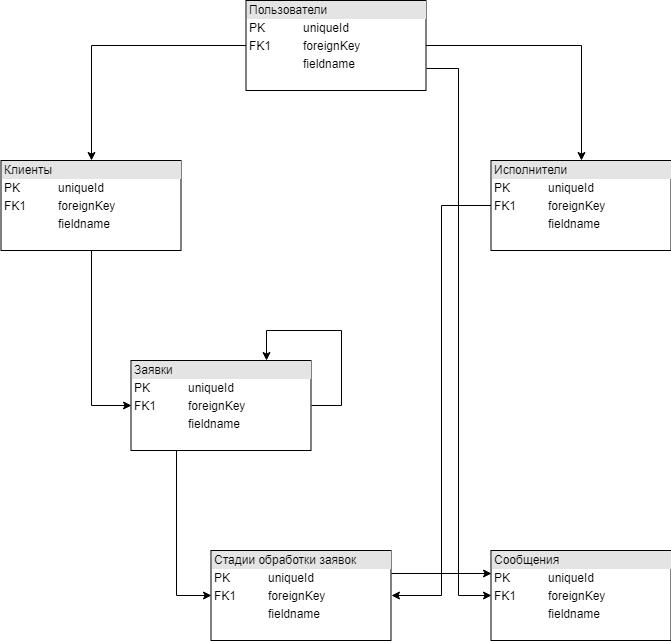 Пользователи
PK uniqueId
FK1 foreignKey
fieldname
Клиенты
PK uniqueId
FK1 foreignKey
fieldname
Исполнители
PK uniqueId
FK1 foreignKey
fieldname
Заявки
PK uniqueId
FK1 foreignKey
fieldname
Стадии обработки заявок
PK uniqueId
FK1 foreignKey
fieldname
Сообщения
PK uniqueId
FK1 foreignKey
fieldname